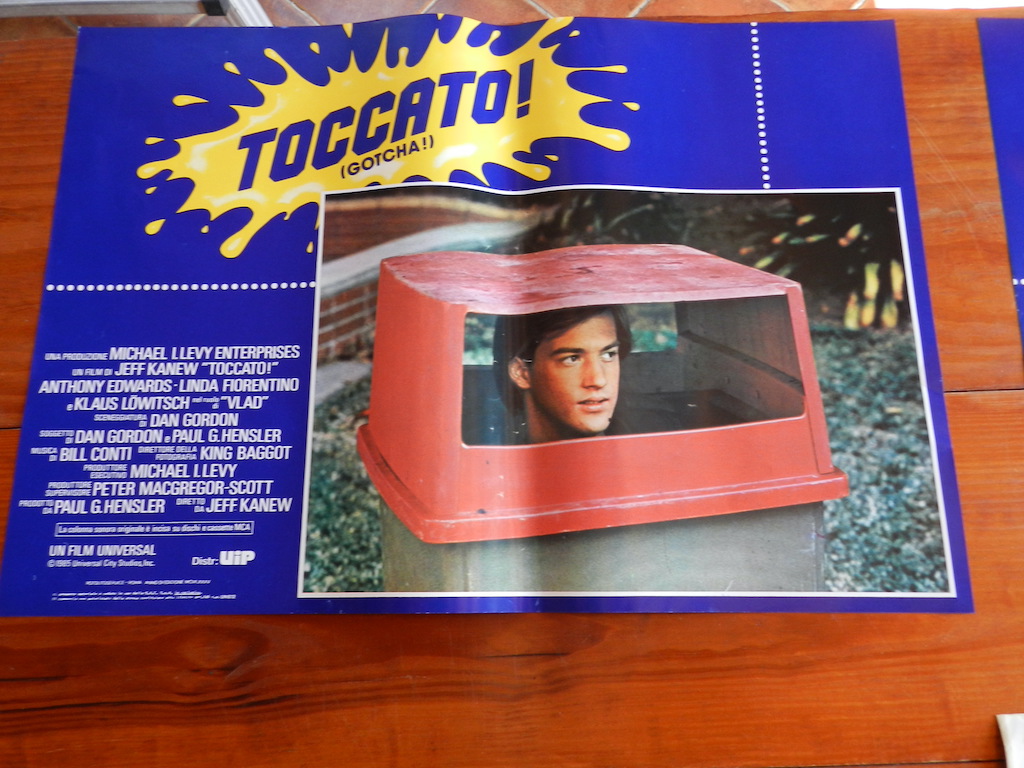 TOCCATO!
(GOTCHA!)
UNA PRODUZIONE MICHAEL I. LEVY ENTERPRISES
UN FILM DI JEFF KANEW "TOCCATO!"
ANTHONY EDWARDS - LINDA FIORENTINO
e KLAUS LÖWITSCH nel ruolo di "VLAD"
SCENEGGIATURA DI DAN GORDON
SOGGETTO DI DAN GORDON e PAUL G. HENSLER
MUSICA DI BILL CONTI DIRETTORE DELLA FOTOGRAFIA KING BAGGOT
PRODUTTORE ESECUTIVO MICHAEL I. LEVY
PRODUTTORE SUPERVISORE PETER MACGREGOR-SCOTT
PRODOTTO DA PAUL G. HENSLER DIRETTO DA JEFF KANEW
La colonna sonora originale è incisa su dischi e cassette MCA
UN FILM UNIVERSAL
©1985 Universal City Studios, Inc.
Distr: UIP